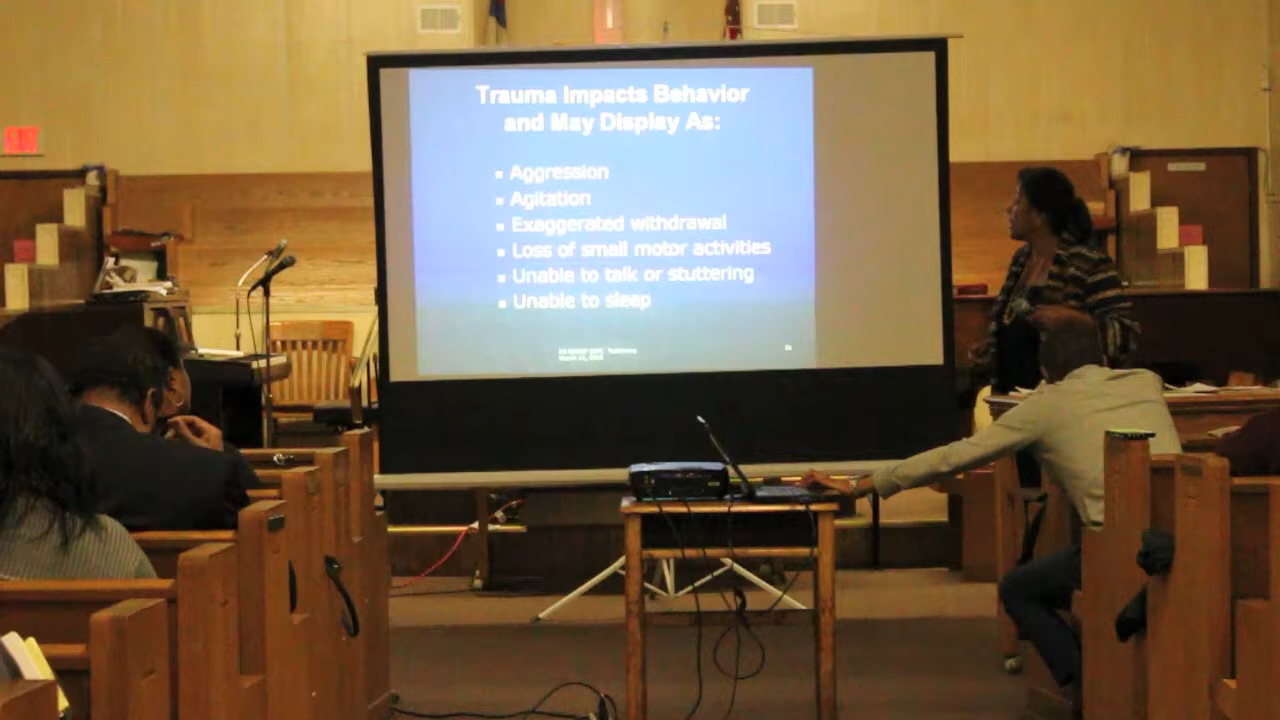 Trauma Impacts Behavior
and May Display As:
▪ Aggression
▪ Agitation
▪ Exaggerated withdrawal
▪ Loss of small motor activities
▪ Unable to talk or stuttering
▪ Unable to sleep